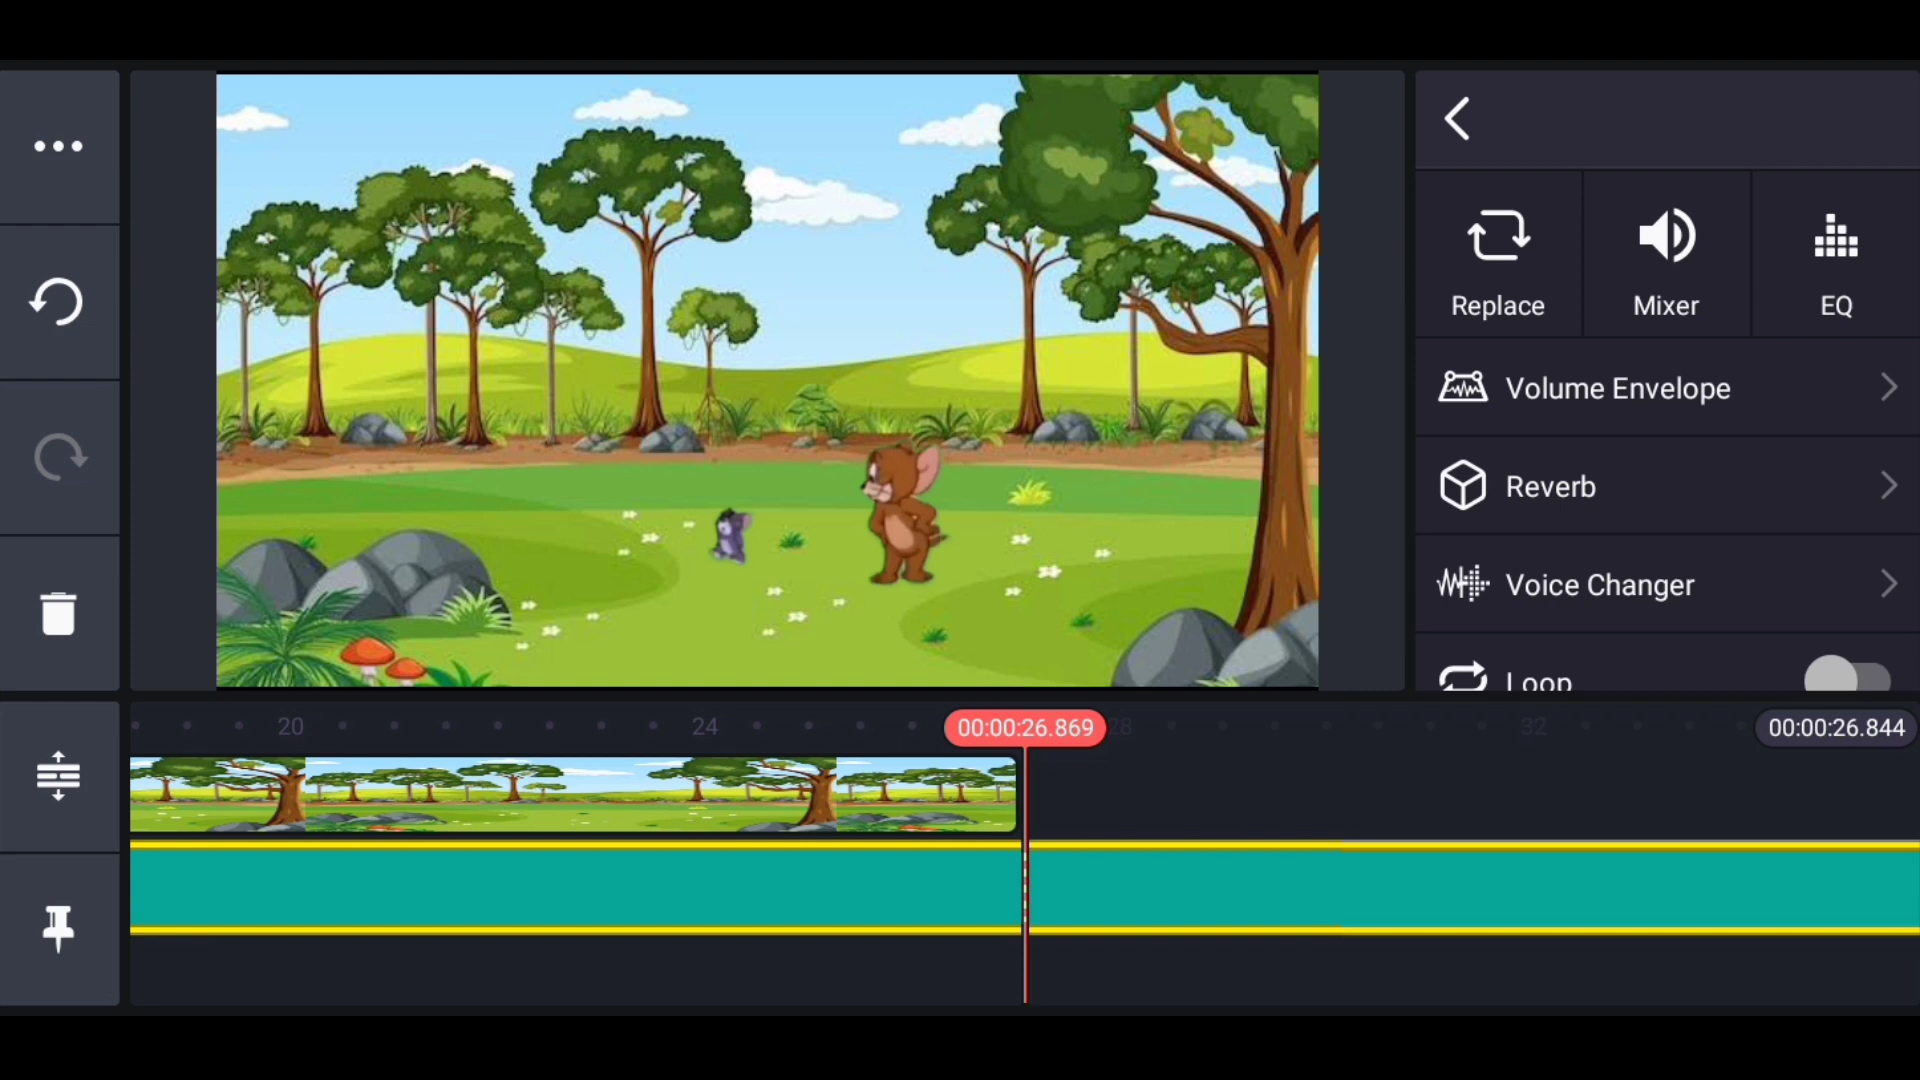 Replace
Mixer
EQ
Volume Envelope
Reverb
Voice Changer
Loop
20
24
00:00:26.869
28
32
00:00:26.844